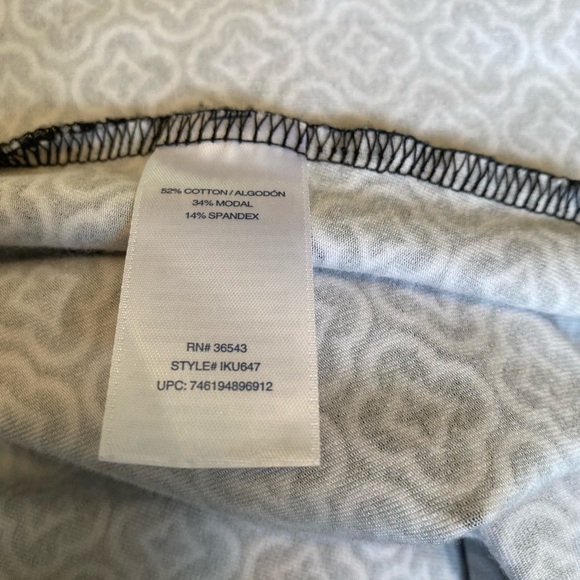 52% COTTON / ALGODÓN
34% MODAL
14% SPANDEX
RN# 36543
STYLE# IKU647
UPC: 746194896912